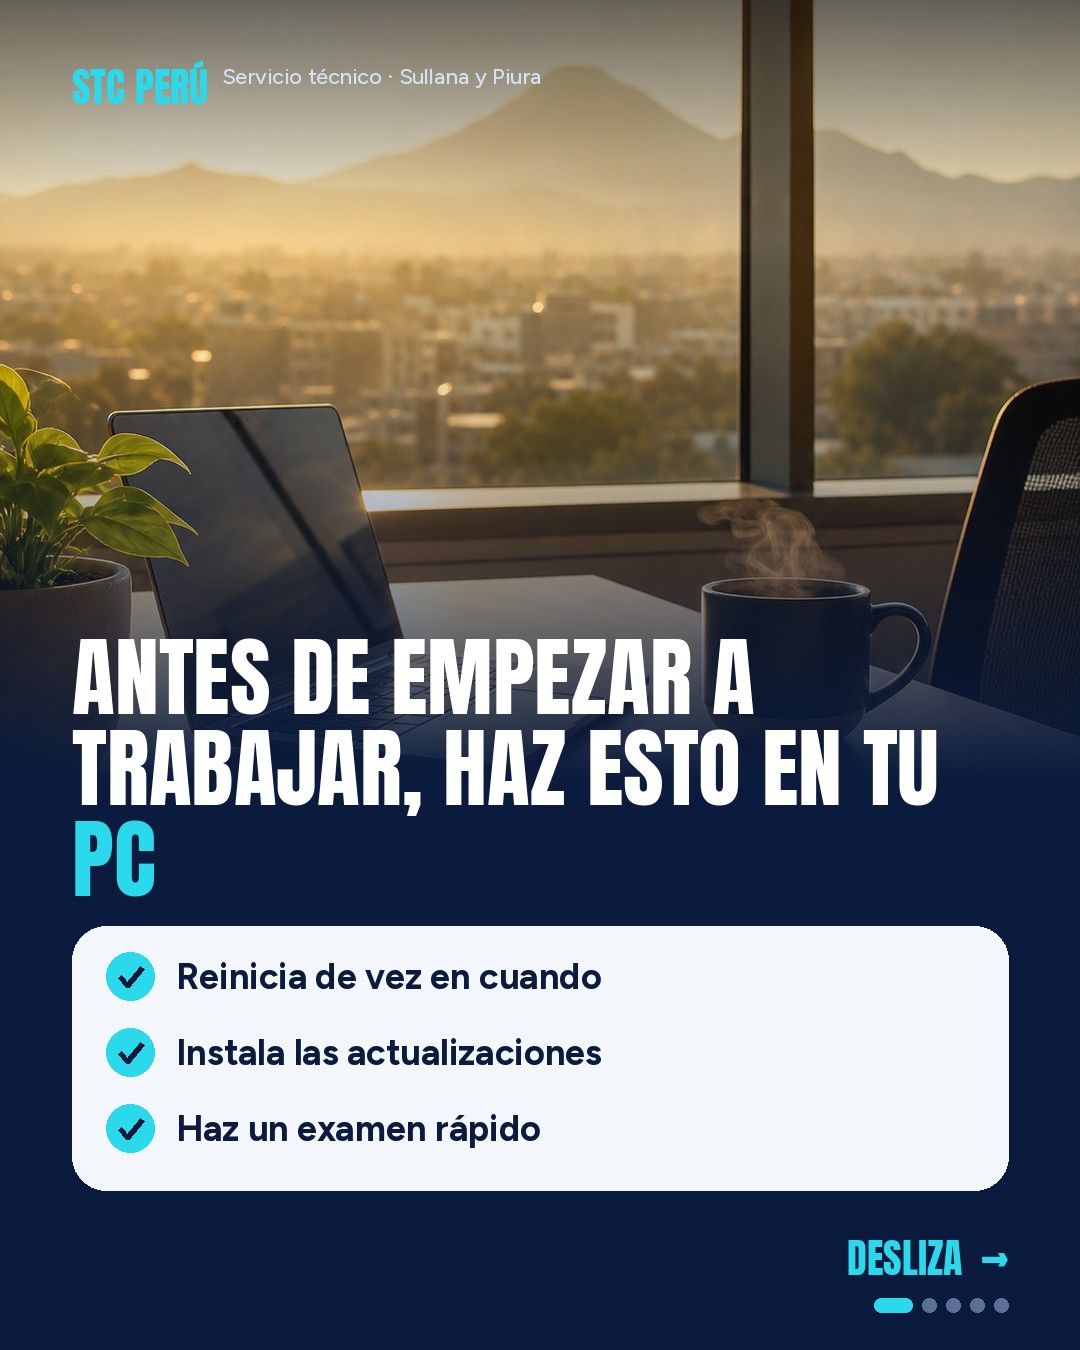 STC PERÚ Servicio técnico · Sullana y Piura
ANTES DE EMPEZAR A
TRABAJAR, HAZ ESTO EN TU
PC
Reinicia de vez en cuando
Instala las actualizaciones
Haz un examen rápido
DESLIZA →